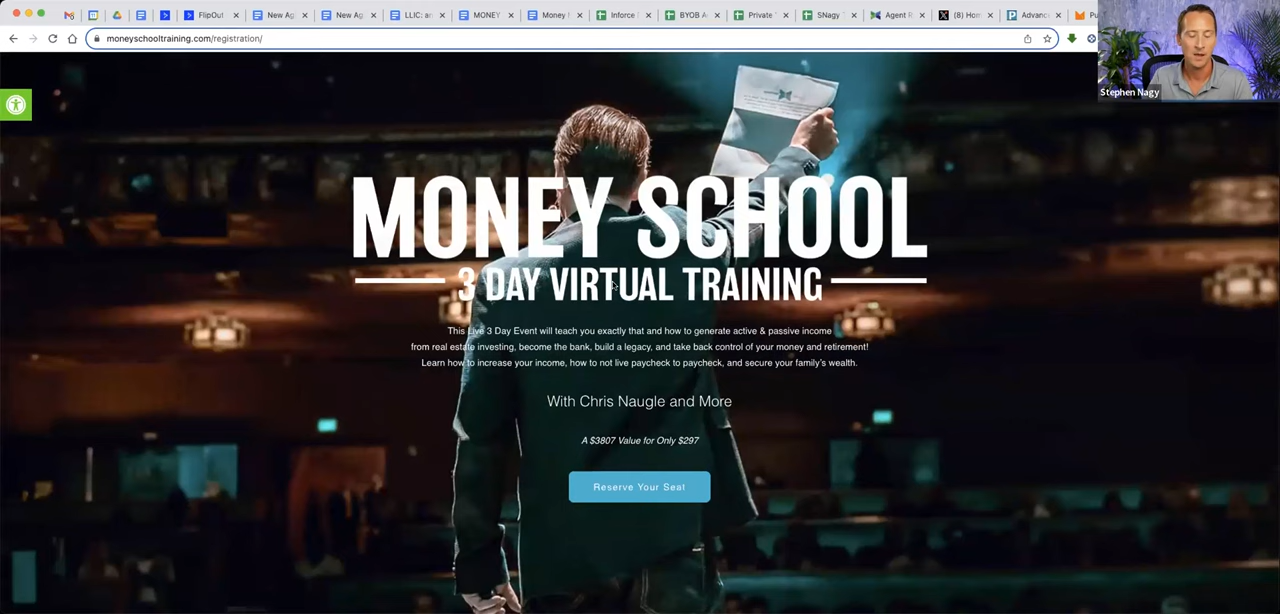 FlipOut
New Ag
New Ag
LLIC: an
MONEY
Money
Inforce
BYOB A
Private
SNagy
Agent R
(8) Hom
Advanc
Pu
moneyschooltraining.com/registration/
Stephen Nagy
MONEY SCHOOL
3 DAY VIRTUAL TRAINING
This Live 3 Day Event will teach you exactly that and how to generate active & passive income
from real estate investing, become the bank, build a legacy, and take back control of your money and retirement!
Learn how to increase your income, how to not live paycheck to paycheck, and secure your family's wealth.
With Chris Naugle and More
A $3807 Value for Only $297
Reserve Your Seat